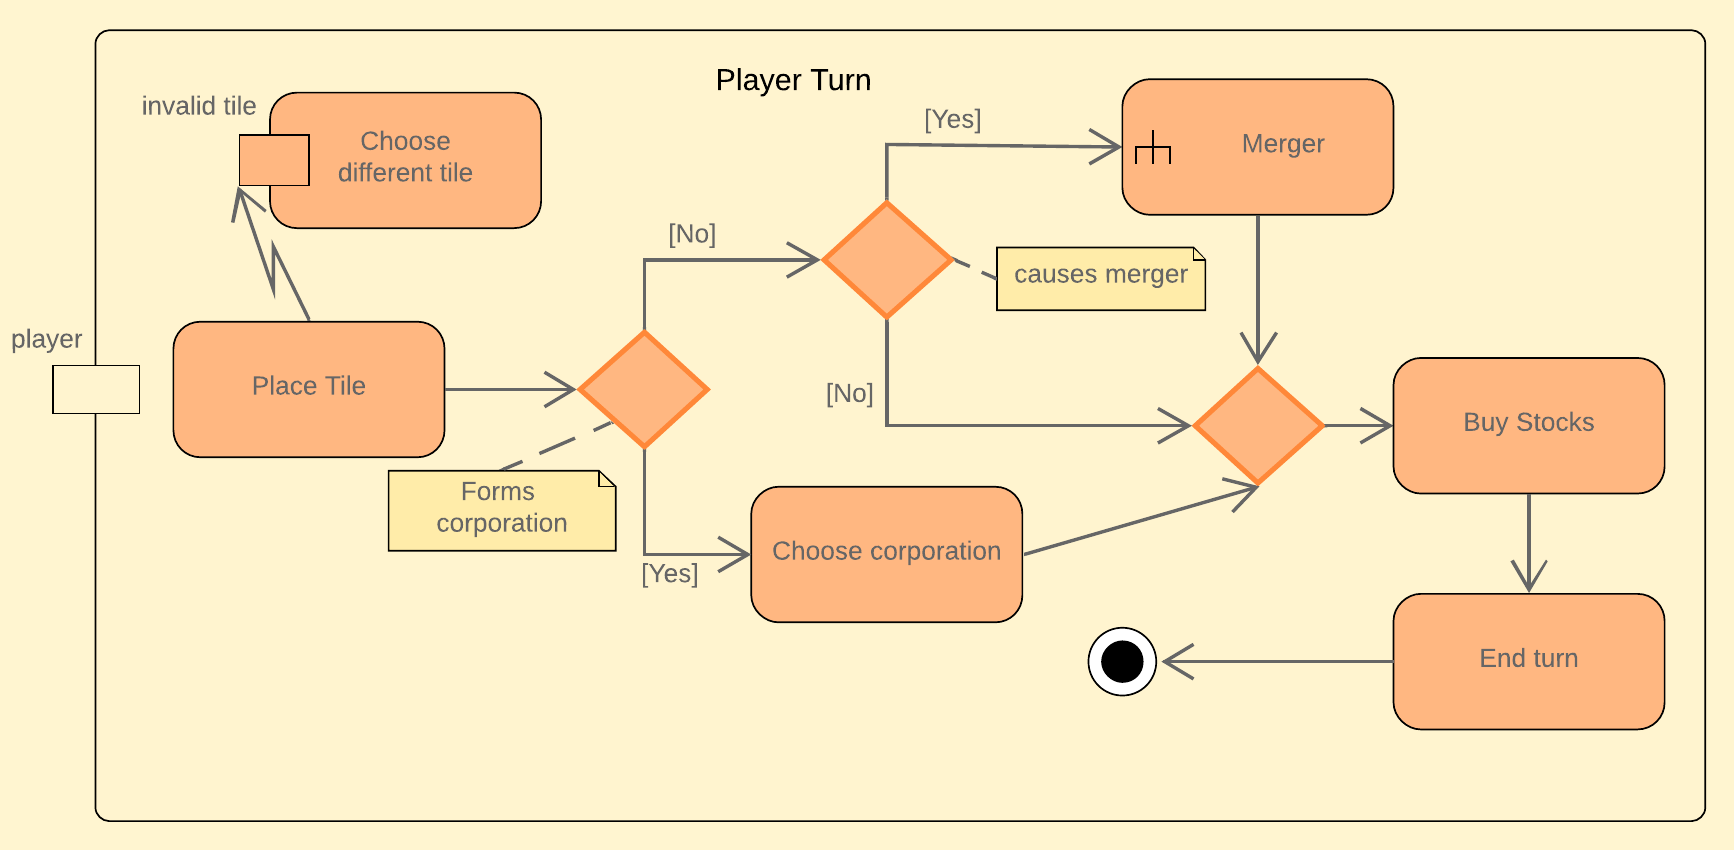 Player Turn
invalid tile
Choose
different tile
[Yes]
Merger
[No]
causes merger
player
Place Tile
[No]
Buy Stocks
Forms
corporation
Choose corporation
[Yes]
End turn